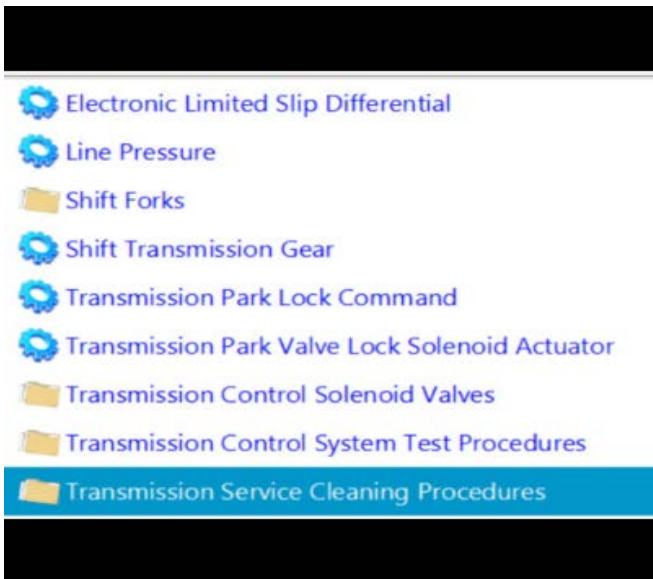 Electronic Limited Slip Differential
Line Pressure
Shift Forks
Shift Transmission Gear
Transmission Park Lock Command
Transmission Park Valve Lock Solenoid Actuator
Transmission Control Solenoid Valves
Transmission Control System Test Procedures
Transmission Service Cleaning Procedures